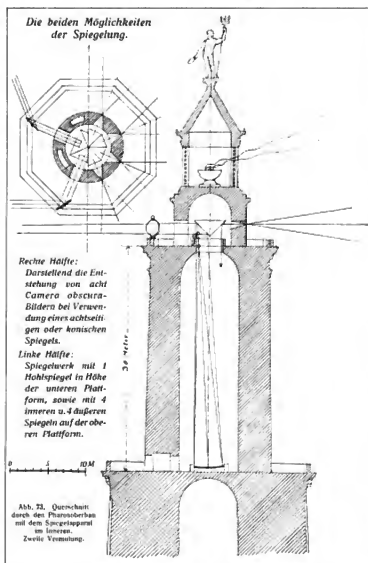 Die beiden Möglichkeiten
der Spiegelung.
Rechte Hälfte:
Darstellend die Ent-
stehung von acht
Camera obscura-
Bildern bei Verwen-
dung eines achtseiti-
gen oder konischen
Spiegels.
Linke Hälfte:
Spiegelwerk mit 1
Hohlspiegel in Höhe
der unteren Platt-
form, sowie mit 4
inneren u. 4 äußeren
Spiegeln auf der obe-
ren Plattform.
Meter
0 5 10 M
Abb. 73. Querschnitt
durch den Pharosoberbau
mit dem Spiegelapparat
im Inneren.
Zweite Vermutung.